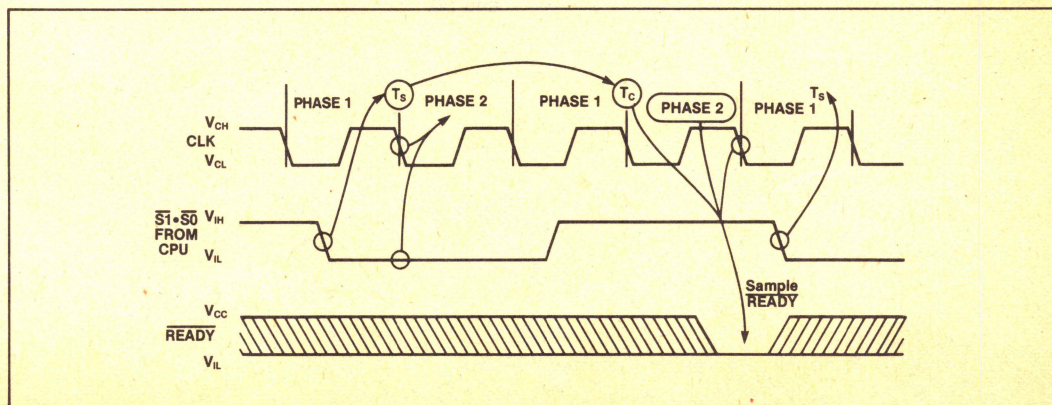 PHASE 1 TS PHASE 2 PHASE 1 TC PHASE 2 PHASE 1 TS
VCH
CLK
VCL
S1•S0 VIH
FROM
CPU
VIL
Sample
READY
VCC
READY
VIL